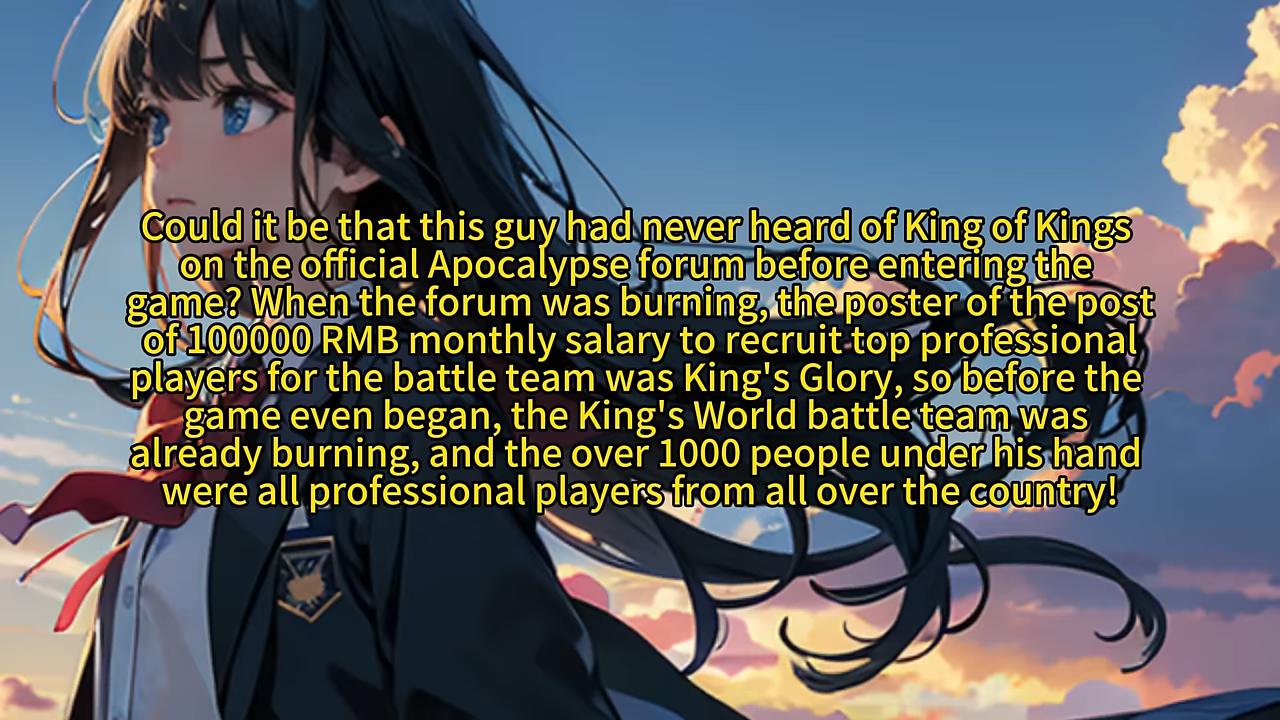 Could it be that this guy had never heard of King of Kings
on the official Apocalypse forum before entering the
game? When the forum was burning, the poster of the post
of 100000 RMB monthly salary to recruit top professional
players for the battle team was King's Glory, so before the
game even began, the King's World battle team was
already burning, and the over 1000 people under his hand
were all professional players from all over the country!